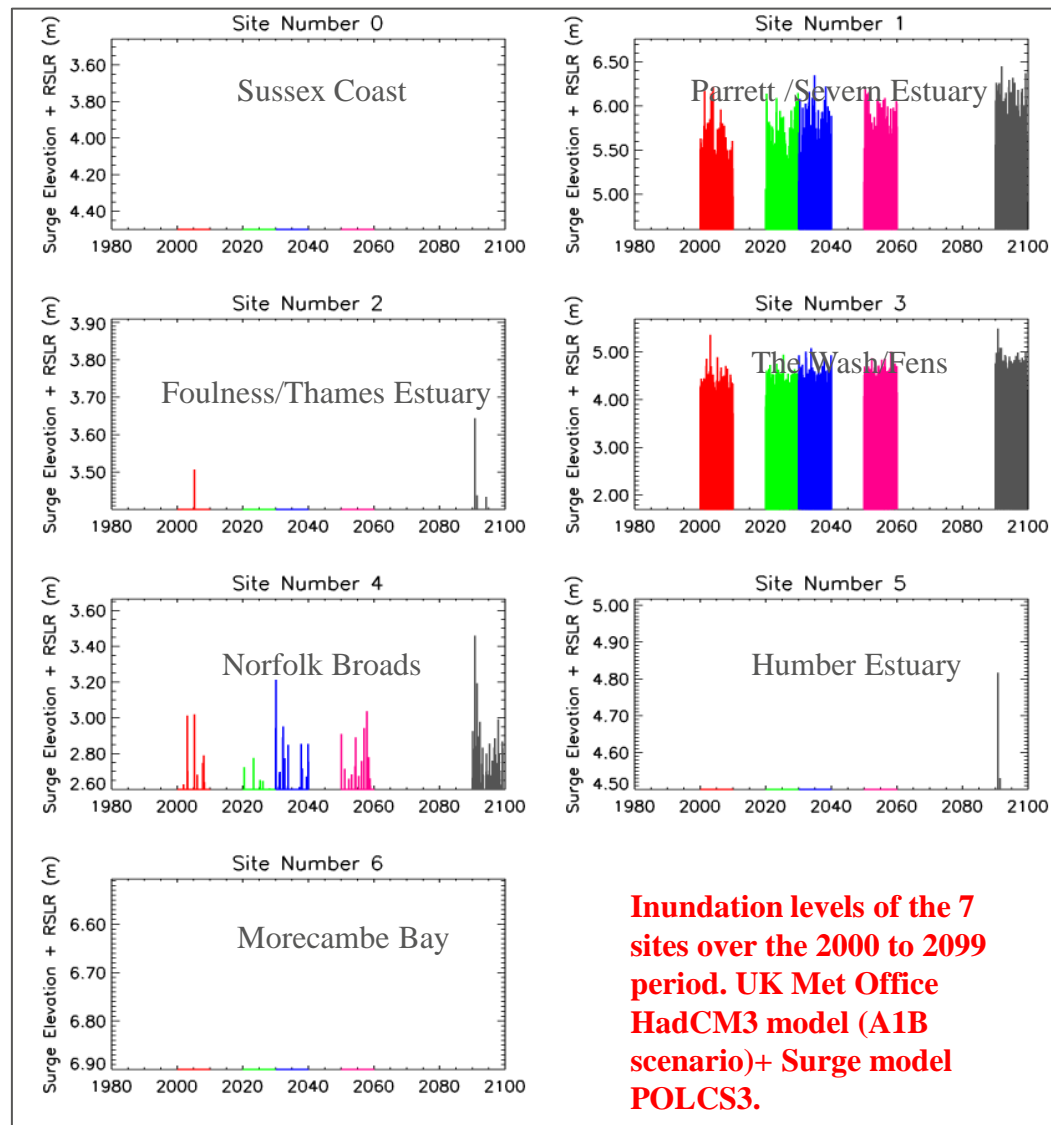 Site Number 0
Surge Elevation + RSLR (m)
Sussex Coast
3.60
3.80
4.00
4.20
4.40
1980 2000 2020 2040 2060 2080 2100
Site Number 1
Surge Elevation + RSLR (m)
Parrett /Severn Estuary
6.50
6.00
5.50
5.00
1980 2000 2020 2040 2060 2080 2100
Site Number 2
Surge Elevation + RSLR (m)
Foulness/Thames Estuary
3.90
3.80
3.70
3.60
3.50
1980 2000 2020 2040 2060 2080 2100
Site Number 3
Surge Elevation + RSLR (m)
The Wash/Fens
5.00
4.00
3.00
2.00
1980 2000 2020 2040 2060 2080 2100
Site Number 4
Surge Elevation + RSLR (m)
Norfolk Broads
3.60
3.40
3.20
3.00
2.80
2.60
1980 2000 2020 2040 2060 2080 2100
Site Number 5
Surge Elevation + RSLR (m)
Humber Estuary
5.00
4.90
4.80
4.70
4.60
4.50
1980 2000 2020 2040 2060 2080 2100
Site Number 6
Surge Elevation + RSLR (m)
Morecambe Bay
6.60
6.70
6.80
6.90
1980 2000 2020 2040 2060 2080 2100
Inundation levels of the 7
sites over the 2000 to 2099
period. UK Met Office
HadCM3 model (A1B
scenario)+ Surge model
POLCS3.